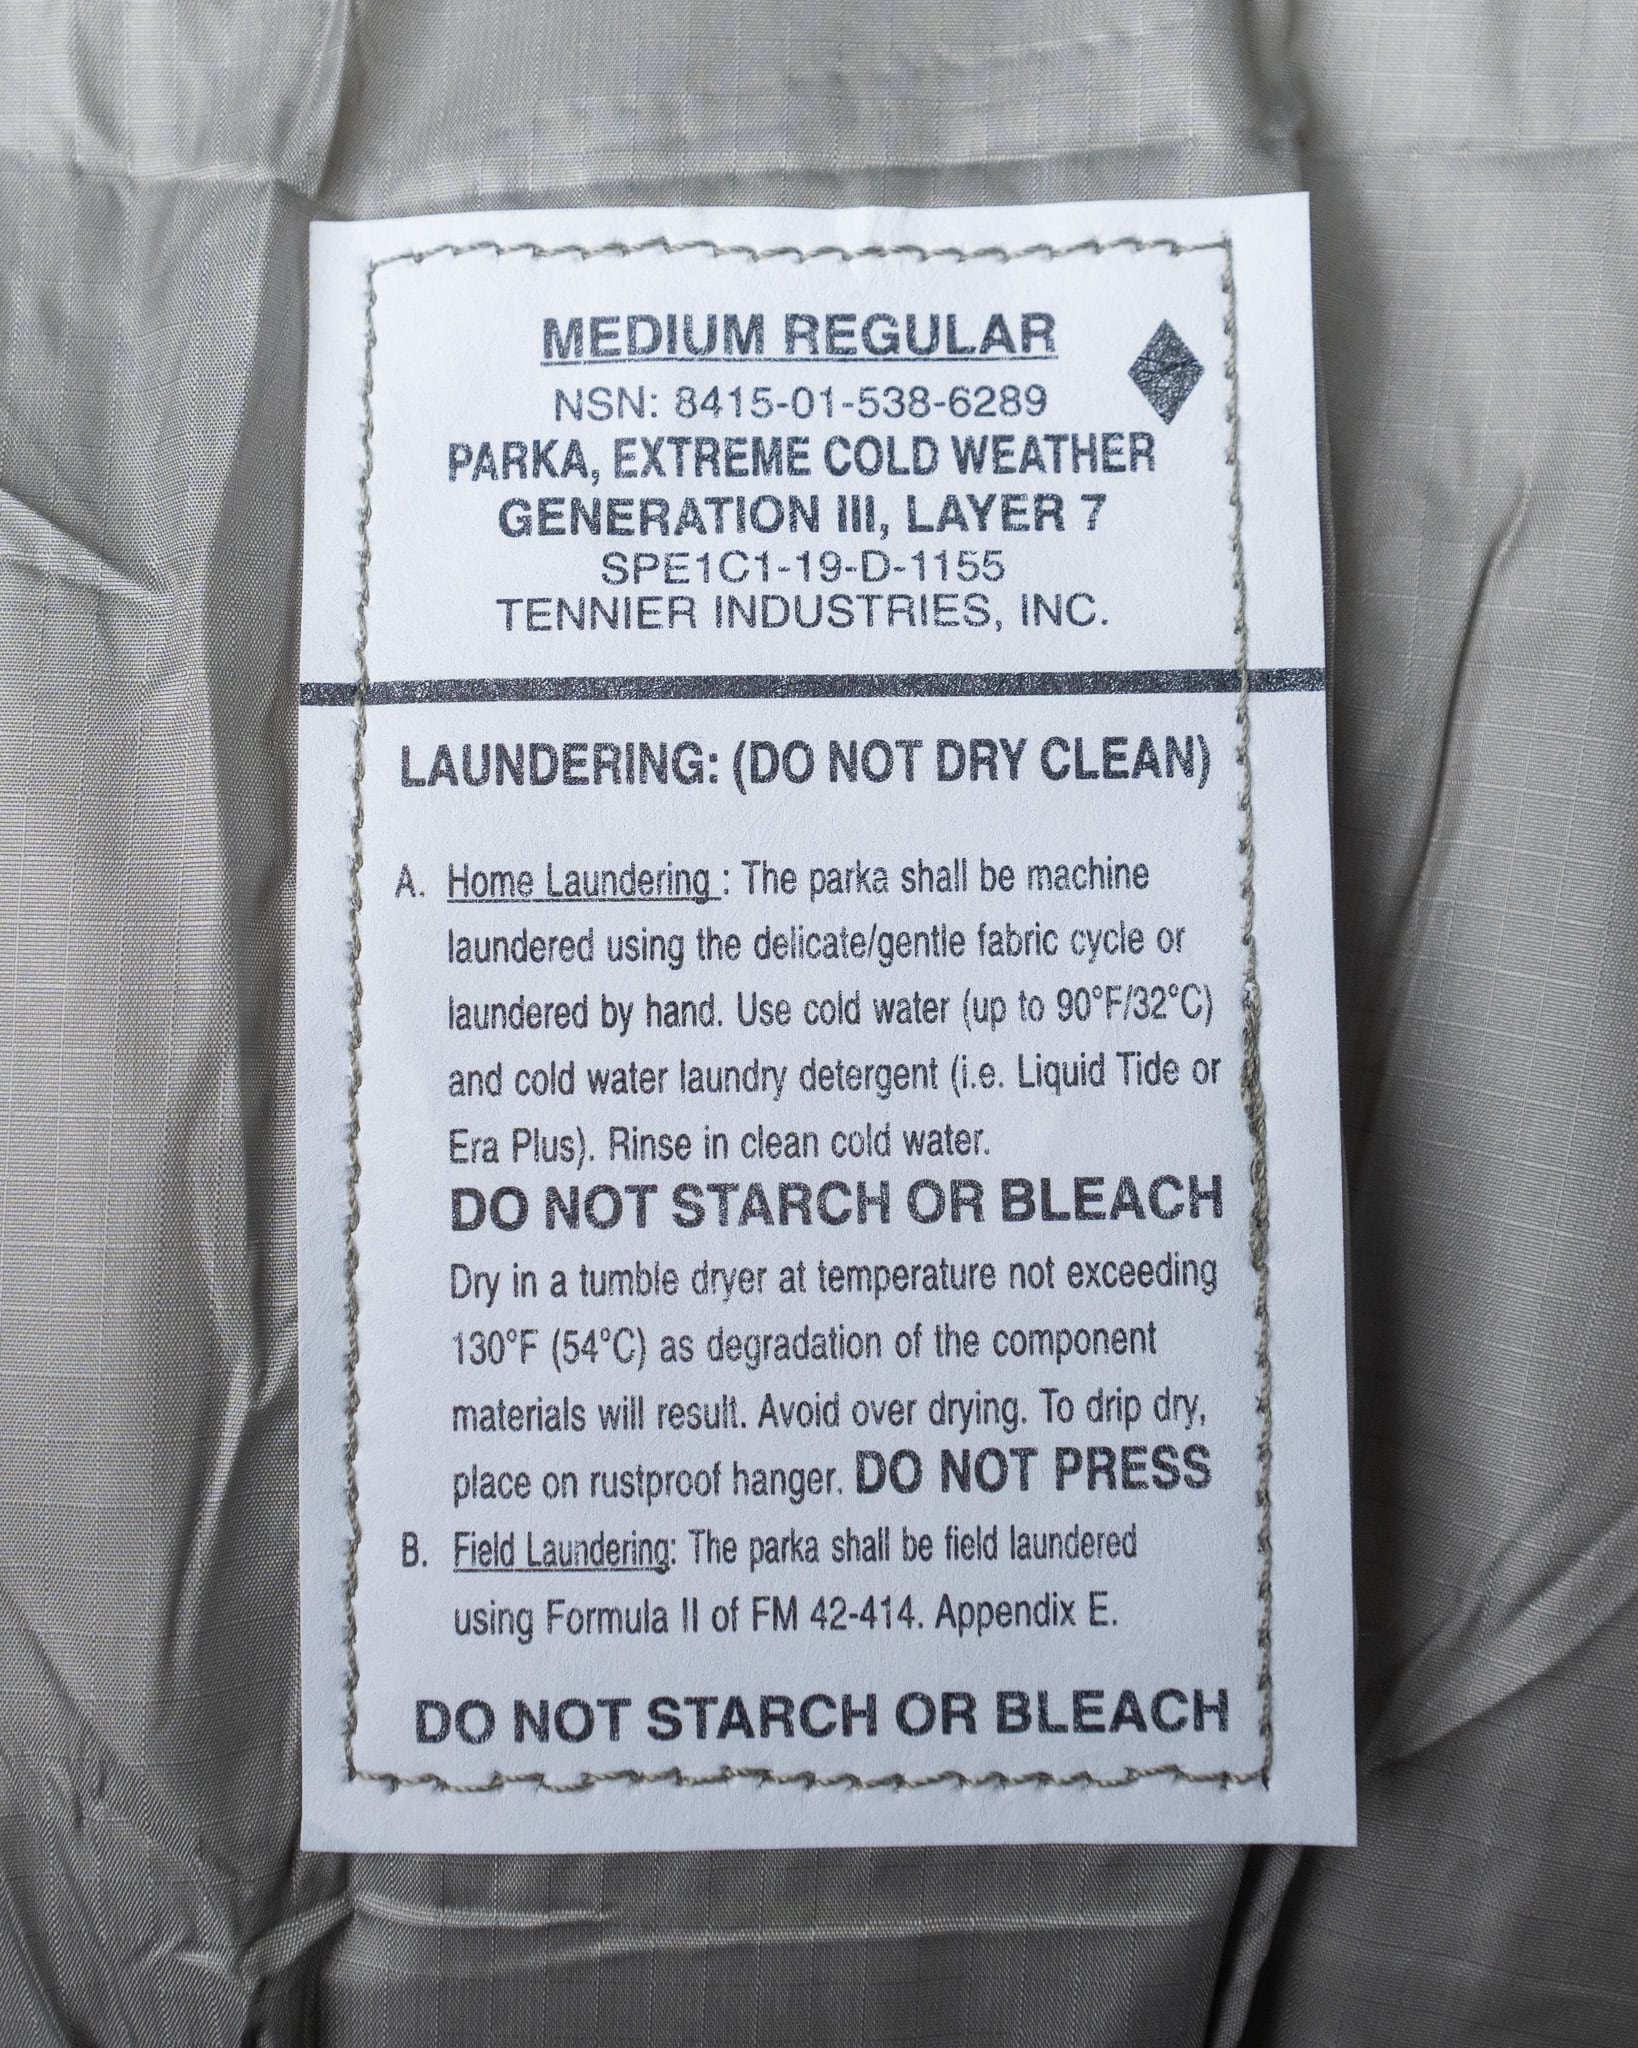 MEDIUM REGULAR
NSN: 8415-01-538-6289
PARKA, EXTREME COLD WEATHER
GENERATION III, LAYER 7
SPE1C1-19-D-1155
TENNIER INDUSTRIES, INC.
LAUNDERING: (DO NOT DRY CLEAN)
A. Home Laundering : The parka shall be machine
laundered using the delicate/gentle fabric cycle or
laundered by hand. Use cold water (up to 90°F/32°C)
and cold water laundry detergent (i.e. Liquid Tide or
Era Plus). Rinse in clean cold water.
DO NOT STARCH OR BLEACH
Dry in a tumble dryer at temperature not exceeding
130°F (54°C) as degradation of the component
materials will result. Avoid over drying. To drip dry,
place on rustproof hanger. DO NOT PRESS
B. Field Laundering: The parka shall be field laundered
using Formula II of FM 42-414. Appendix E.
DO NOT STARCH OR BLEACH